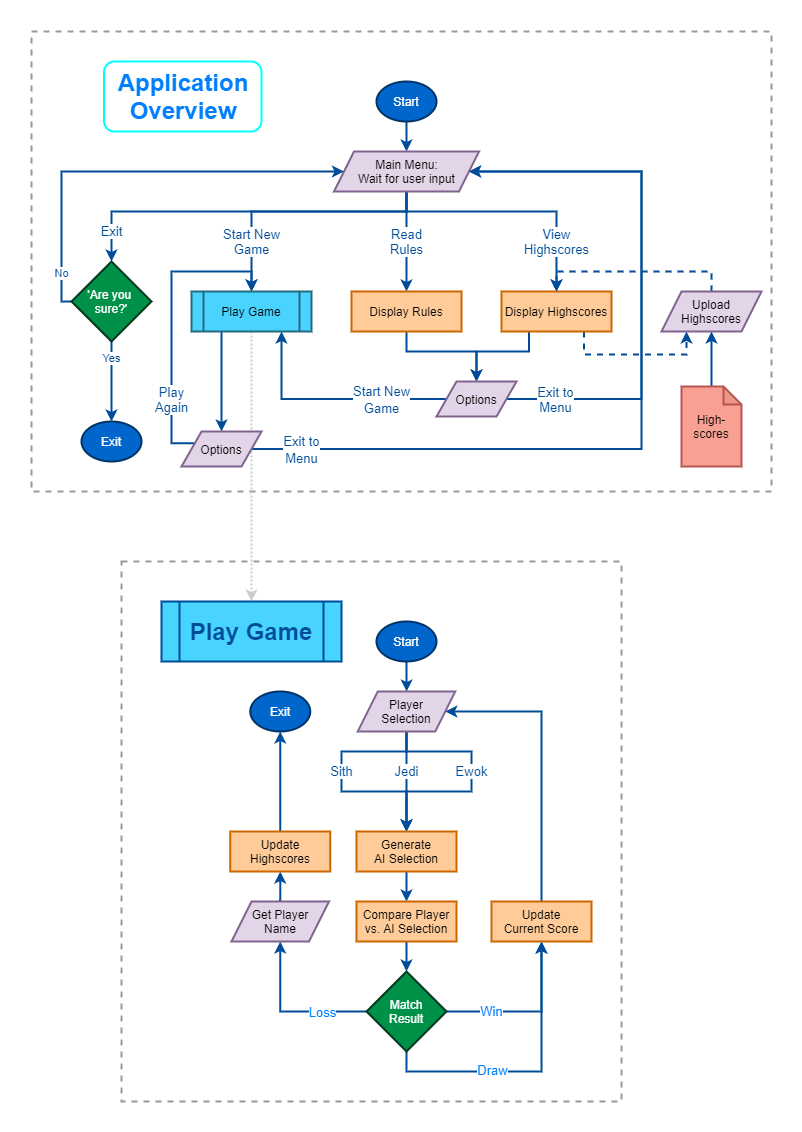 Application
Overview
Start
Main Menu:
Wait for user input
Exit
Start New
Game
Read
Rules
View
Highscores
No
'Are you
sure?'
Play Game
Display Rules
Display Highscores
Upload
Highscores
Yes
Play
Again
Start New
Game
Options
Exit to
Menu
High-
scores
Exit
Options
Exit to
Menu
Play Game
Start
Exit
Player
Selection
Sith
Jedi
Ewok
Update
Highscores
Generate
AI Selection
Get Player
Name
Compare Player
vs. AI Selection
Update
Current Score
Match
Result
Loss
Win
Draw